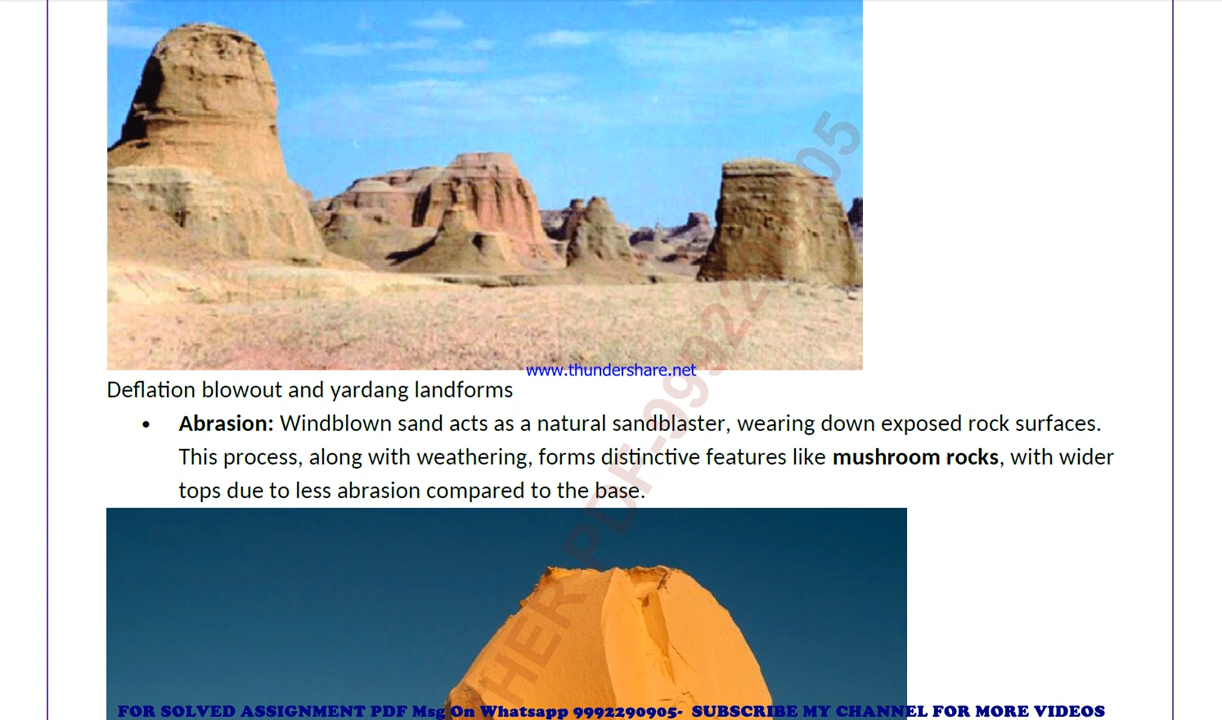 www.thundershare.net
Deflation blowout and yardang landforms
• Abrasion: Windblown sand acts as a natural sandblaster, wearing down exposed rock surfaces.
This process, along with weathering, forms distinctive features like mushroom rocks, with wider
tops due to less abrasion compared to the base.
FOR SOLVED ASSIGNMENT PDF Msg On Whatsapp 9992290905- SUBSCRIBE MY CHANNEL FOR MORE VIDEOS